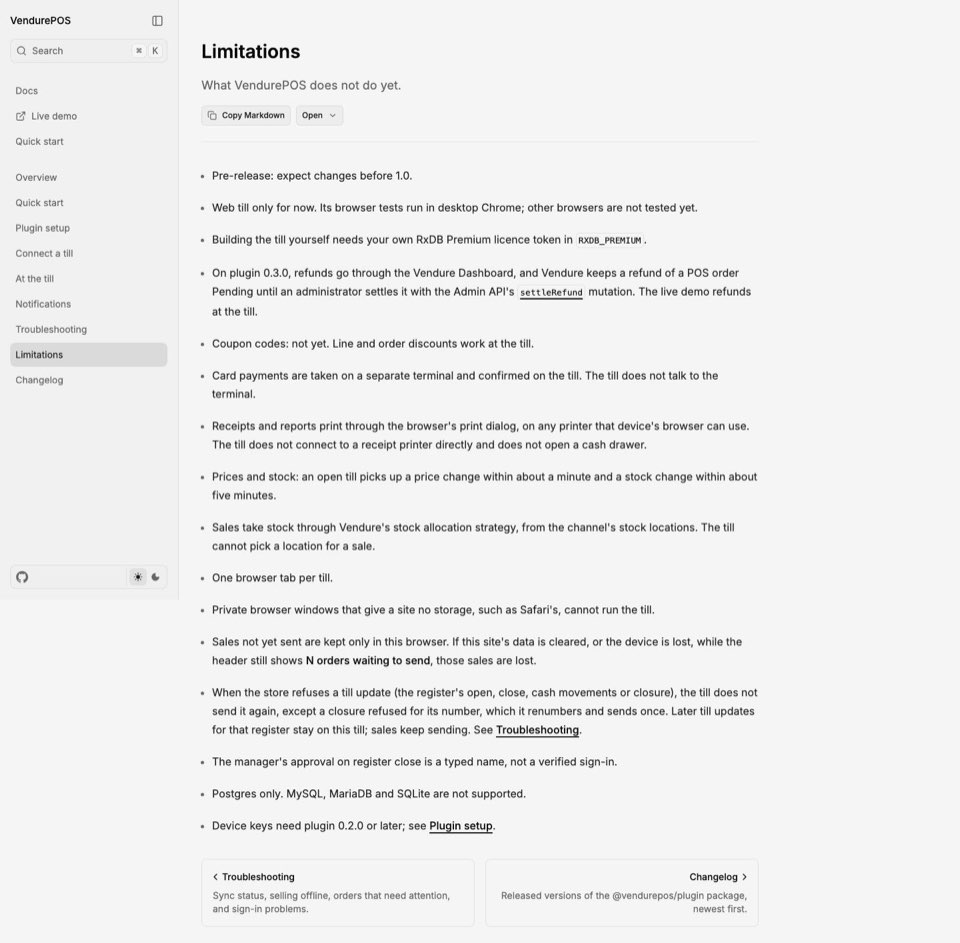 VendurePOS
Search ⌘ K
Docs
Live demo
Quick start
Overview
Quick start
Plugin setup
Connect a till
At the till
Notifications
Troubleshooting
Limitations
Changelog
Limitations
What VendurePOS does not do yet.
Copy Markdown
Open
Pre-release: expect changes before 1.0.
Web till only for now. Its browser tests run in desktop Chrome; other browsers are not tested yet.
Building the till yourself needs your own RxDB Premium licence token in RXDB_PREMIUM.
On plugin 0.3.0, refunds go through the Vendure Dashboard, and Vendure keeps a refund of a POS order
Pending until an administrator settles it with the Admin API's settleRefund mutation. The live demo refunds
at the till.
Coupon codes: not yet. Line and order discounts work at the till.
Card payments are taken on a separate terminal and confirmed on the till. The till does not talk to the
terminal.
Receipts and reports print through the browser's print dialog, on any printer that device's browser can use.
The till does not connect to a receipt printer directly and does not open a cash drawer.
Prices and stock: an open till picks up a price change within about a minute and a stock change within about
five minutes.
Sales take stock through Vendure's stock allocation strategy, from the channel's stock locations. The till
cannot pick a location for a sale.
One browser tab per till.
Private browser windows that give a site no storage, such as Safari's, cannot run the till.
Sales not yet sent are kept only in this browser. If this site's data is cleared, or the device is lost, while the
header still shows N orders waiting to send, those sales are lost.
When the store refuses a till update (the register's open, close, cash movements or closure), the till does not
send it again, except a closure refused for its number, which it renumbers and sends once. Later till updates
for that register stay on this till; sales keep sending. See Troubleshooting.
The manager's approval on register close is a typed name, not a verified sign-in.
Postgres only. MySQL, MariaDB and SQLite are not supported.
Device keys need plugin 0.2.0 or later; see Plugin setup.
Troubleshooting
Sync status, selling offline, orders that need attention,
and sign-in problems.
Changelog
Released versions of the @vendurepos/plugin package,
newest first.